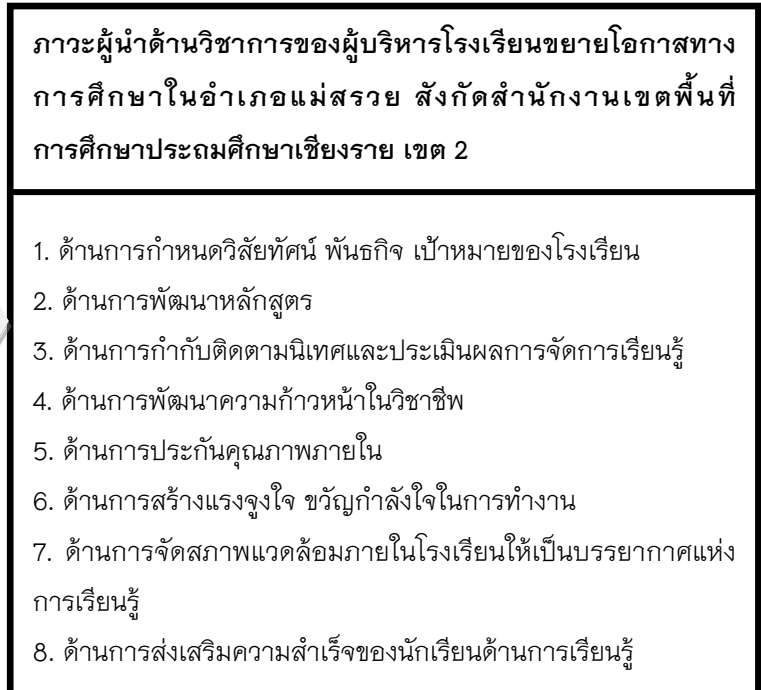 ภาวะผู้นำด้านวิชาการของผู้บริหารโรงเรียนขยายโอกาสทาง
การศึกษาในอำเภอแม่สรวย สังกัดสำนักงานเขตพื้นที่
การศึกษาประถมศึกษาเชียงราย เขต 2
1. ด้านการกำหนดวิสัยทัศน์ พันธกิจ เป้าหมายของโรงเรียน
2. ด้านการพัฒนาหลักสูตร
3. ด้านการกำกับติดตามนิเทศและประเมินผลการจัดการเรียนรู้
4. ด้านการพัฒนาความก้าวหน้าในวิชาชีพ
5. ด้านการประกันคุณภาพภายใน
6. ด้านการสร้างแรงจูงใจ ขวัญกำลังใจในการทำงาน
7. ด้านการจัดสภาพแวดล้อมภายในโรงเรียนให้เป็นบรรยากาศแห่ง
การเรียนรู้
8. ด้านการส่งเสริมความสำเร็จของนักเรียนด้านการเรียนรู้